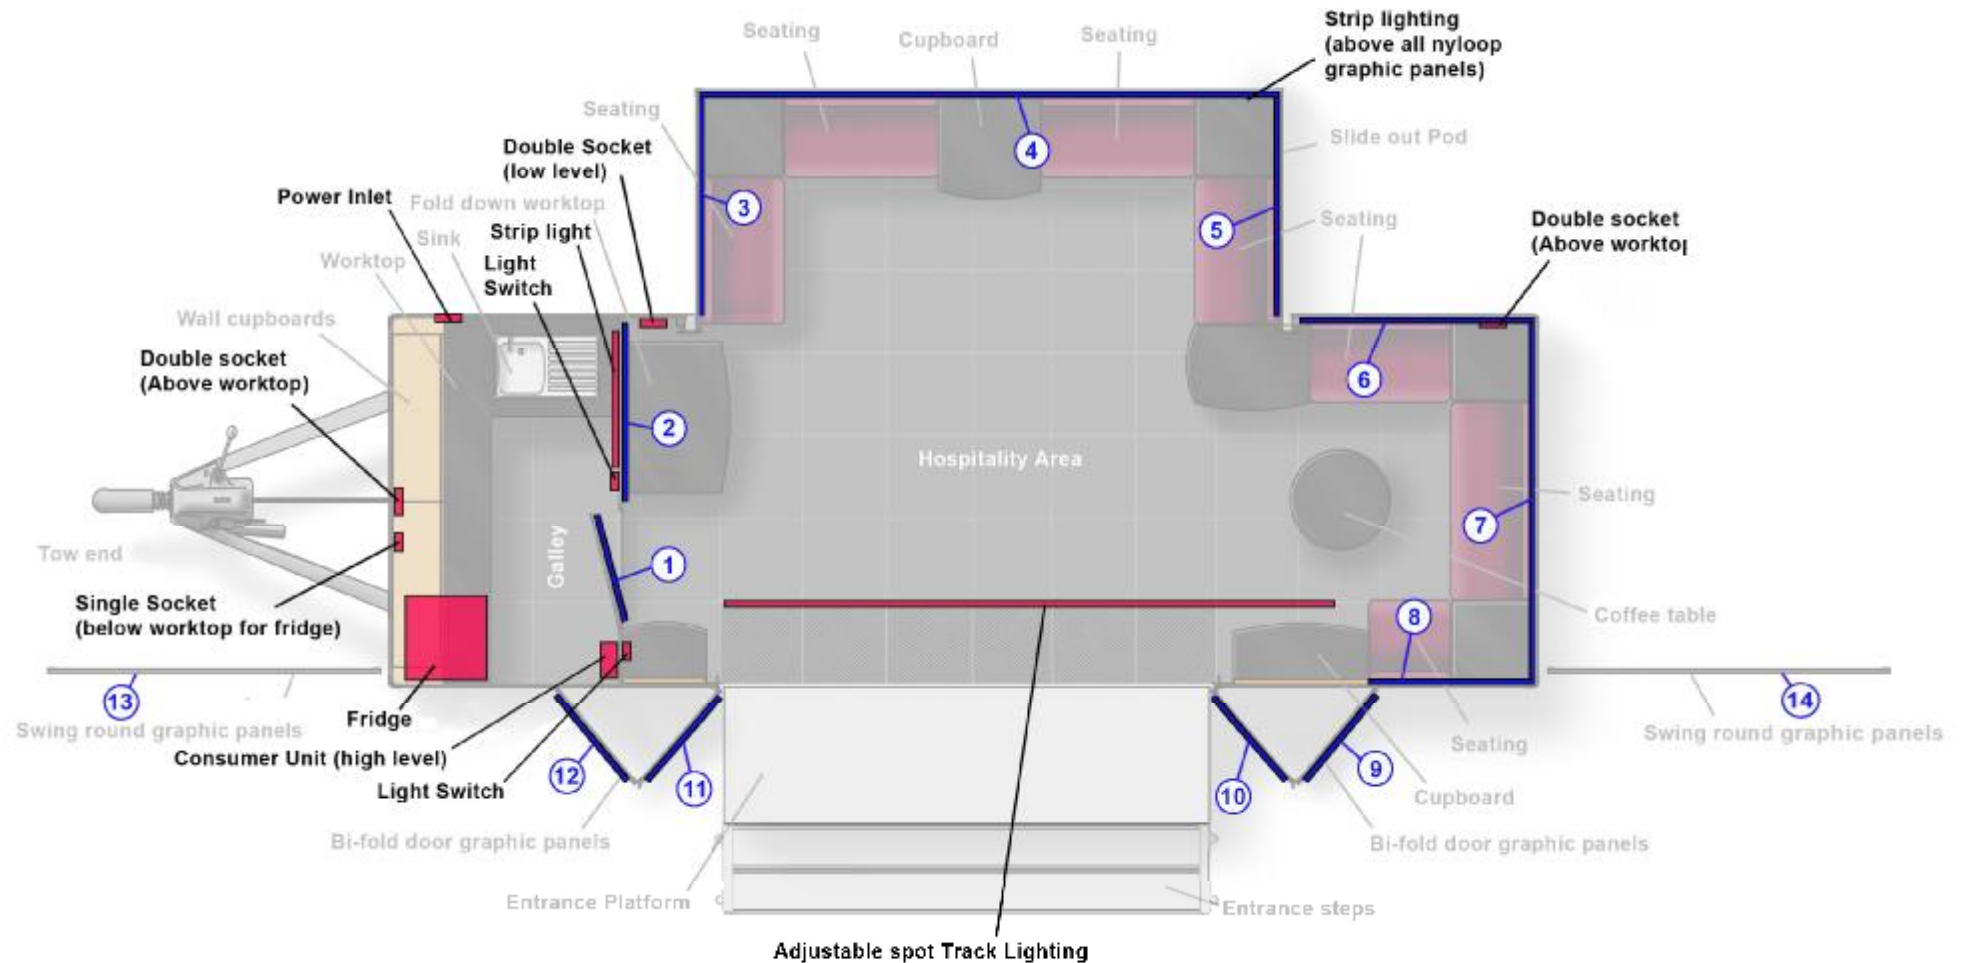 Strip lighting
(above all nyloop
graphic panels)
Seating
Cupboard
Seating
Seating
Slide out Pod
Double Socket
(low level)
4
Power Inlet
Fold down worktop
3
5
Seating
Double socket
(Above worktop
Strip light
Sink
Light
Switch
Worktop
Wall cupboards
Double socket
(Above worktop)
6
2
Hospitality Area
Seating
7
Galley
1
Tow end
Single Socket
(below worktop for fridge)
8
Coffee table
13
14
Fridge
Swing round graphic panels
Swing round graphic panels
Seating
Consumer Unit (high level)
12
11
10
9
Light Switch
Cupboard
Bi-fold door graphic panels
Bi-fold door graphic panels
Entrance Platform
Entrance steps
Adjustable spot Track Lighting